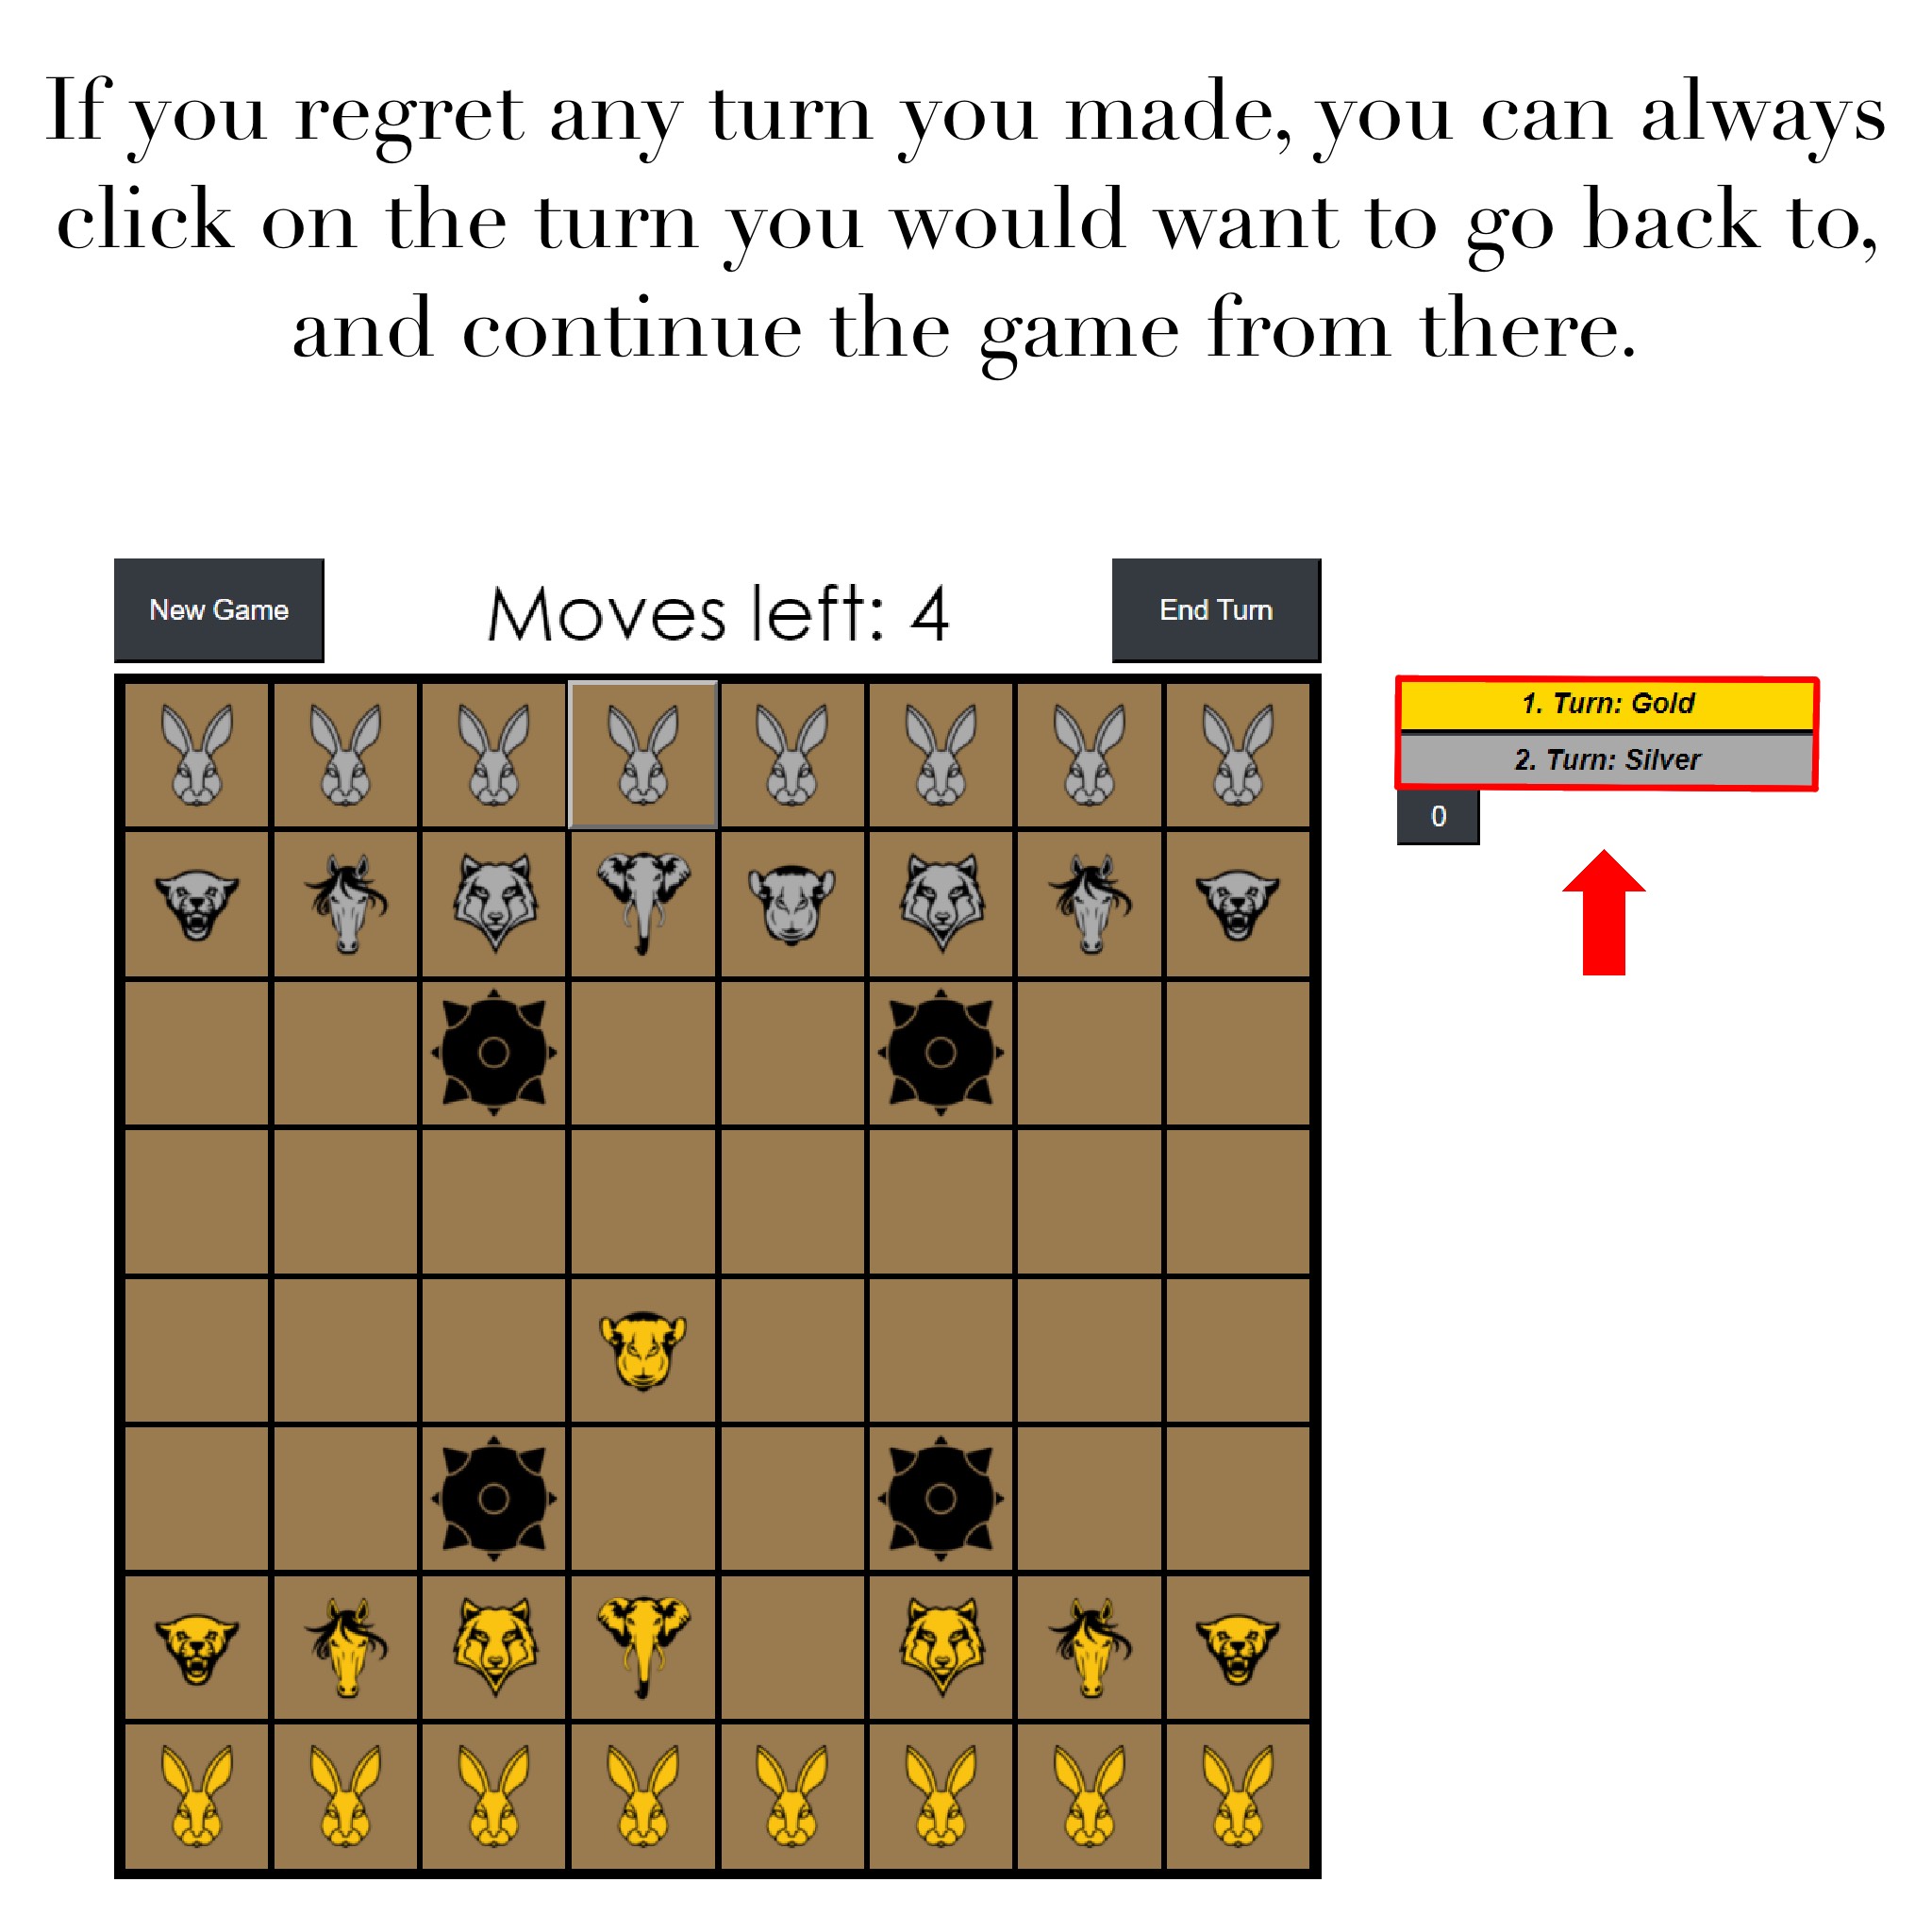 If you regret any turn you made, you can always
click on the turn you would want to go back to,
and continue the game from there.
New Game
Moves left: 4
End Turn
1. Turn: Gold
2. Turn: Silver
0